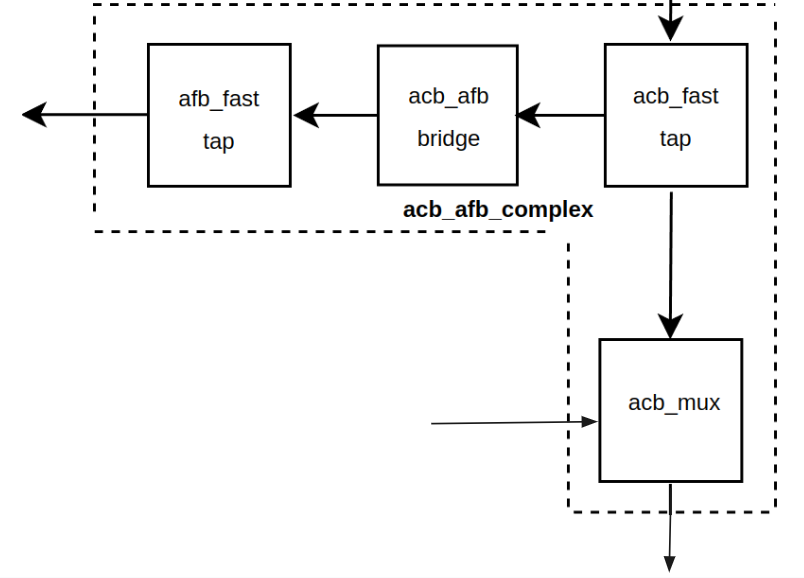 afb_fast
tap
acb_afb
bridge
acb_fast
tap
acb_afb_complex
acb_mux